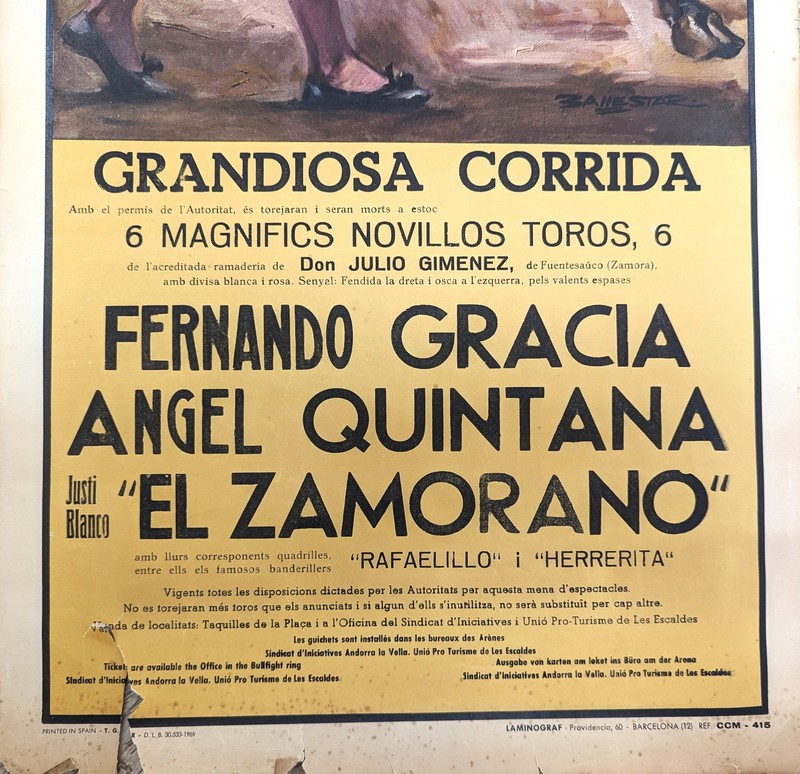 BALLESTAR.
GRANDIOSA CORRIDA
Amb el permís de l'Autoritat, és torejaran i seran morts a estoc
6 MAGNIFICS NOVILLOS TOROS, 6
de l'acreditada ramaderia de Don JULIO GIMENEZ, de Fuentesaúco (Zamora),
amb divisa blanca i rosa. Senyal: Fendida la dreta i osca a l'ezquerra, pels valents espases
FERNANDO GRACIA
ANGEL QUINTANA
Justi Blanco "EL ZAMORANO"
amb llurs corresponents quadrilles,
entre ells els famosos banderillers "RAFAELILLO" i "HERRERITA"
Vigents totes les disposicions dictades per les Autoritats per aquesta mena d'espectacles.
No es torejaran més toros que els anunciats i si algun d'ells s'inutilitza, no serà substituït per cap altre.
Venda de localitats: Taquilles de la Plaça i a l'Oficina del Sindicat d'Iniciatives i Unió Pro-Turisme de Les Escaldes
Les guichets sont installés dans les bureaux des Arènes
Sindicat d'Iniciatives Andorra la Vella. Unió Pro Turisme de Les Escaldes
Tickets are available the Office in the Bullfight ring
Sindicat d'Iniciatives Andorra la Vella. Unió Pro Turisme de Les Escaldes
Ausgabe von karten am loket ins Büro am der Arena
Sindicat d'iniciatives Andorra la Vella. Unió Pro Turisme de Les Escaldes
PRINTED IN SPAIN - T. G. - D. L. B. 30.533-196
LAMINOGRAF - Providencia, 60 - BARCELONA (12) REF. CCM - 415